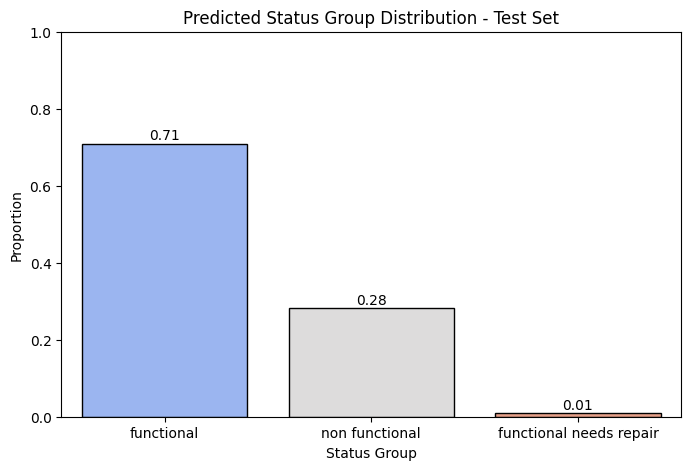 Predicted Status Group Distribution - Test Set
Proportion
1.0
0.8
0.6
0.4
0.2
0.0
0.71
0.28
0.01
functional
non functional
functional needs repair
Status Group